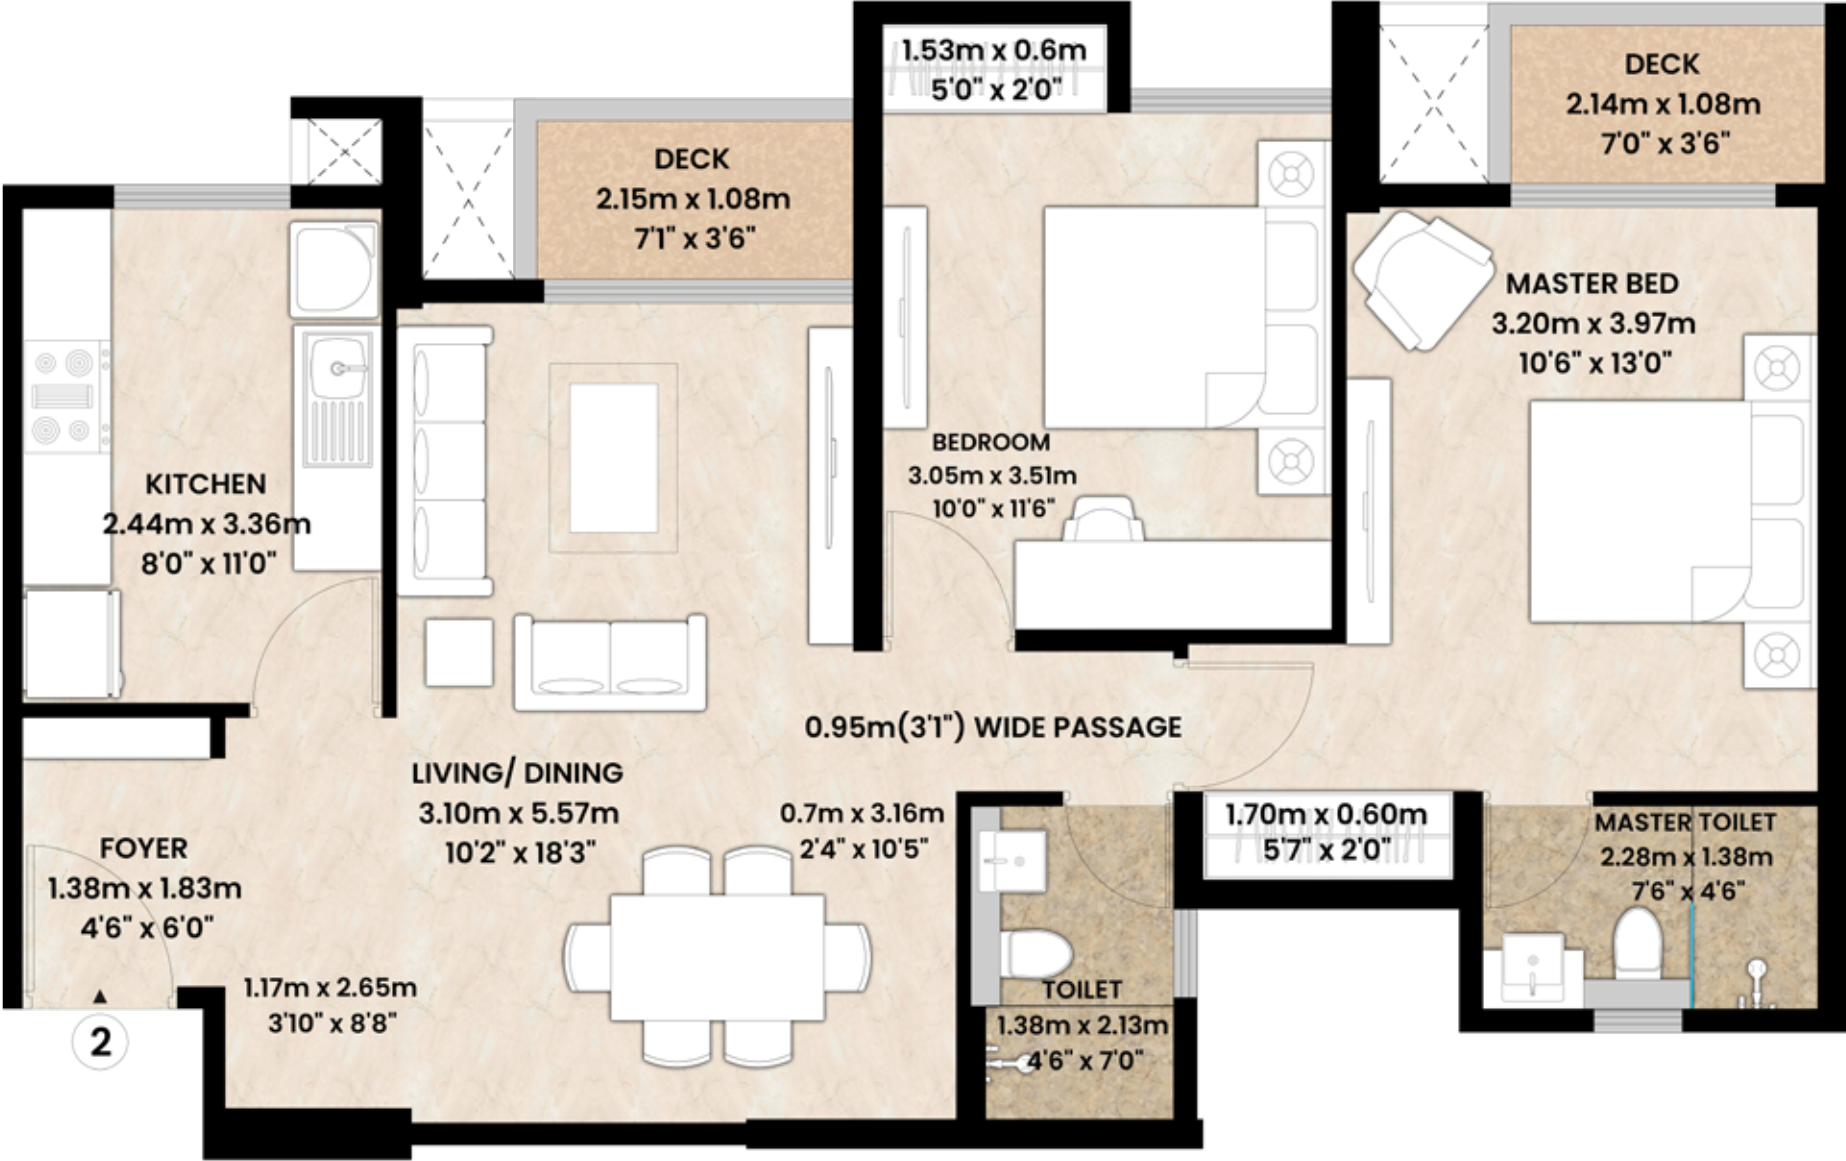 1.53m x 0.6m
5'0" x 2'0"
DECK
2.14m x 1.08m
7'0" x 3'6"
DECK
2.15m x 1.08m
7'1" x 3'6"
MASTER BED
3.20m x 3.97m
10'6" x 13'0"
BEDROOM
3.05m x 3.51m
10'0" x 11'6"
KITCHEN
2.44m x 3.36m
8'0" x 11'0"
0.95m(3'1") WIDE PASSAGE
LIVING/ DINING
3.10m x 5.57m
10'2" x 18'3"
0.7m x 3.16m
2'4" x 10'5"
1.70m x 0.60m
5'7" x 2'0"
MASTER TOILET
2.28m x 1.38m
7'6" x 4'6"
FOYER
1.38m x 1.83m
4'6" x 6'0"
1.17m x 2.65m
3'10" x 8'8"
TOILET
1.38m x 2.13m
4'6" x 7'0"
2